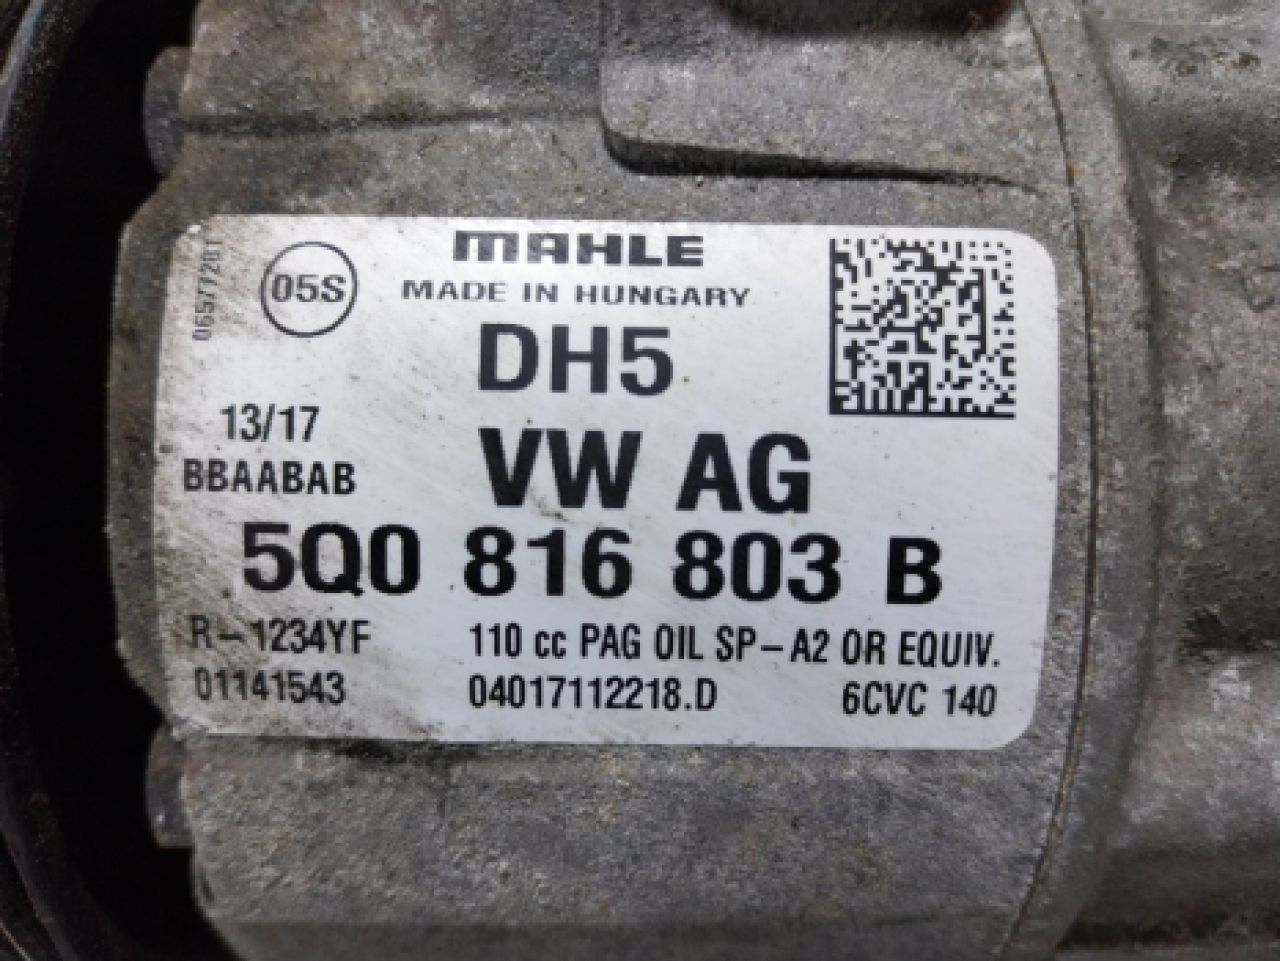 MAHLE
MADE IN HUNGARY
05S
DH5
13/17
VW AG
BBAABAB
5Q0 816 803 B
R-1234YF
110 cc PAG OIL SP-A2 OR EQUIV.
01141543
04017112218.D
6CVC 140